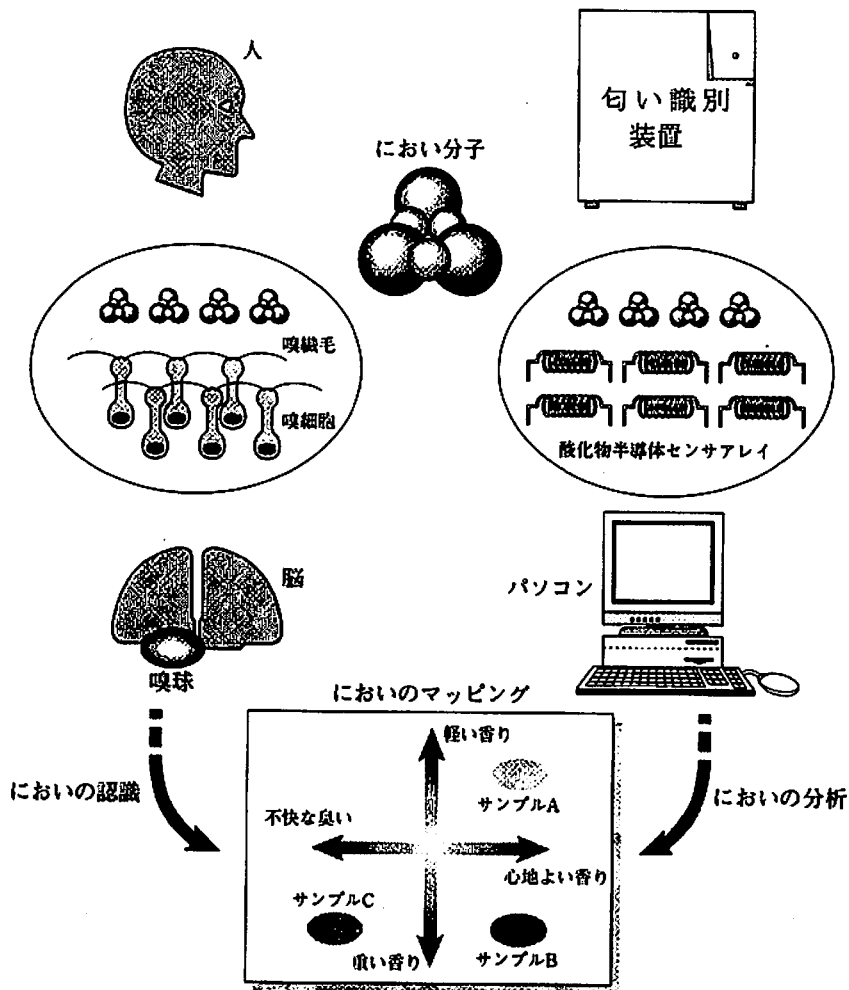 人
匂い識別
装置
におい分子
嗅繊毛
嗅細胞
酸化物半導体センサアレイ
脳
嗅球
パソコン
においのマッピング
においの認識
においの分析
軽い香り
サンプルA
不快な臭い
心地よい香り
サンプルC
重い香り
サンプルB